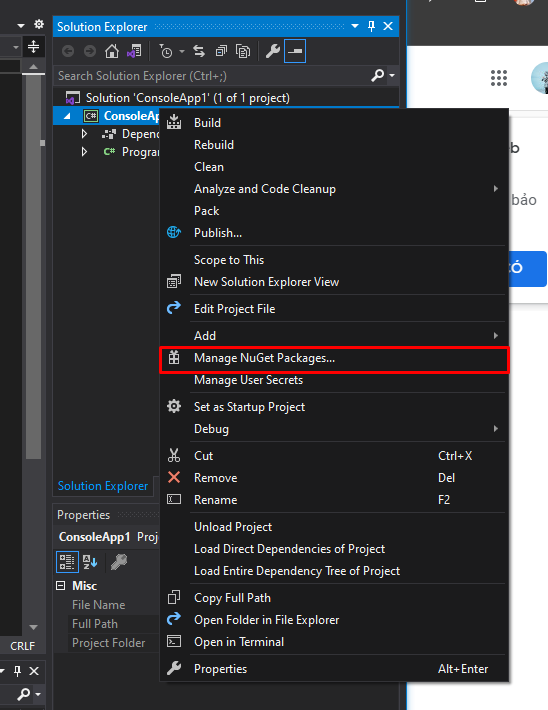 Solution Explorer
Search Solution Explorer (Ctrl+;)
Solution 'ConsoleApp1' (1 of 1 project)
C# ConsoleAp
Depend
C# Progran
Build
Rebuild
Clean
Analyze and Code Cleanup
Pack
Publish...
Scope to This
New Solution Explorer View
Edit Project File
Add
Manage NuGet Packages...
Manage User Secrets
Set as Startup Project
Debug
Cut Ctrl+X
Remove Del
Rename F2
Unload Project
Load Direct Dependencies of Project
Load Entire Dependency Tree of Project
Copy Full Path
Open Folder in File Explorer
Open in Terminal
Properties Alt+Enter
Solution Explorer
Properties
ConsoleApp1 Proj
Misc
File Name
Full Path
Project Folder
CRLF
b
bảo
CÓ